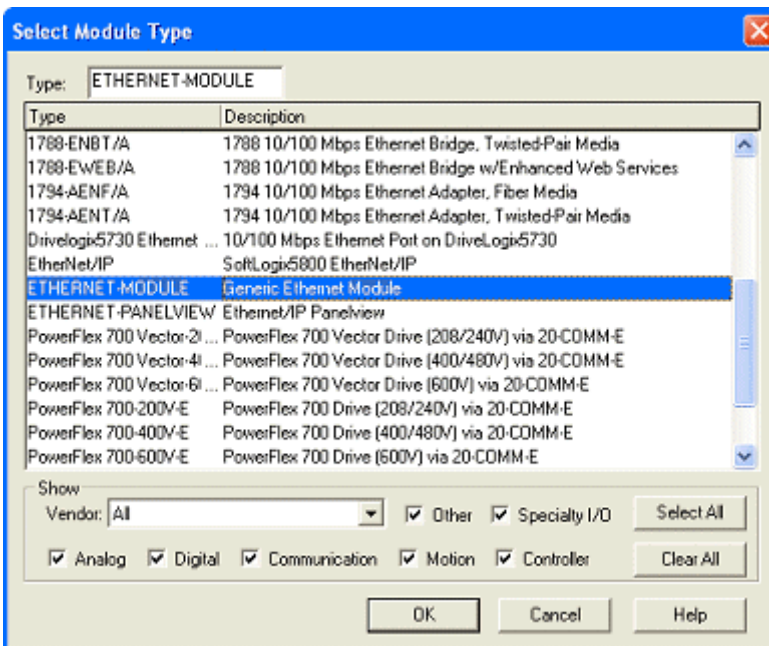 Select Module Type
Type: ETHERNET-MODULE
Type Description
1788-ENBT/A 1788 10/100 Mbps Ethernet Bridge, Twisted-Pair Media
1788-EWEB/A 1788 10/100 Mbps Ethernet Bridge w/Enhanced Web Services
1794-AENF/A 1794 10/100 Mbps Ethernet Adapter, Fiber Media
1794-AENT/A 1794 10/100 Mbps Ethernet Adapter, Twisted-Pair Media
Drivelogix5730 Ethernet ... 10/100 Mbps Ethernet Port on DriveLogix5730
EtherNet/IP SoftLogix5800 EtherNet/IP
ETHERNET-MODULE Generic Ethernet Module
ETHERNET-PANELVIEW Ethernet/IP Panelview
PowerFlex 700 Vector-2( ... PowerFlex 700 Vector Drive (208/240V) via 20-COMM-E
PowerFlex 700 Vector-4( ... PowerFlex 700 Vector Drive (400/480V) via 20-COMM-E
PowerFlex 700 Vector-6( ... PowerFlex 700 Vector Drive (600V) via 20-COMM-E
PowerFlex 700-200V-E PowerFlex 700 Drive (208/240V) via 20-COMM-E
PowerFlex 700-400V-E PowerFlex 700 Drive (400/480V) via 20-COMM-E
PowerFlex 700-600V-E PowerFlex 700 Drive (600V) via 20-COMM-E
Show
Vendor: All Other Specialty I/O Select All
Analog Digital Communication Motion Controller Clear All
OK Cancel Help